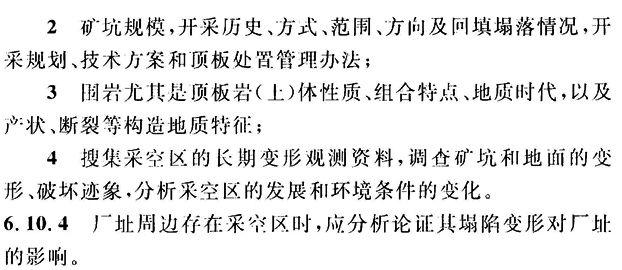 2 矿坑规模,开采历史、方式、范围、方向及回填塌落情况,开
采规划、技术方案和顶板处置管理办法;
3 围岩尤其是顶板岩(土)体性质、组合特点、地质时代,以及
产状、断裂等构造地质特征;
4 搜集采空区的长期变形观测资料,调查矿坑和地面的变
形、破坏迹象,分析采空区的发展和环境条件的变化。
6.10.4 厂址周边存在采空区时,应分析论证其塌陷变形对厂址
的影响。